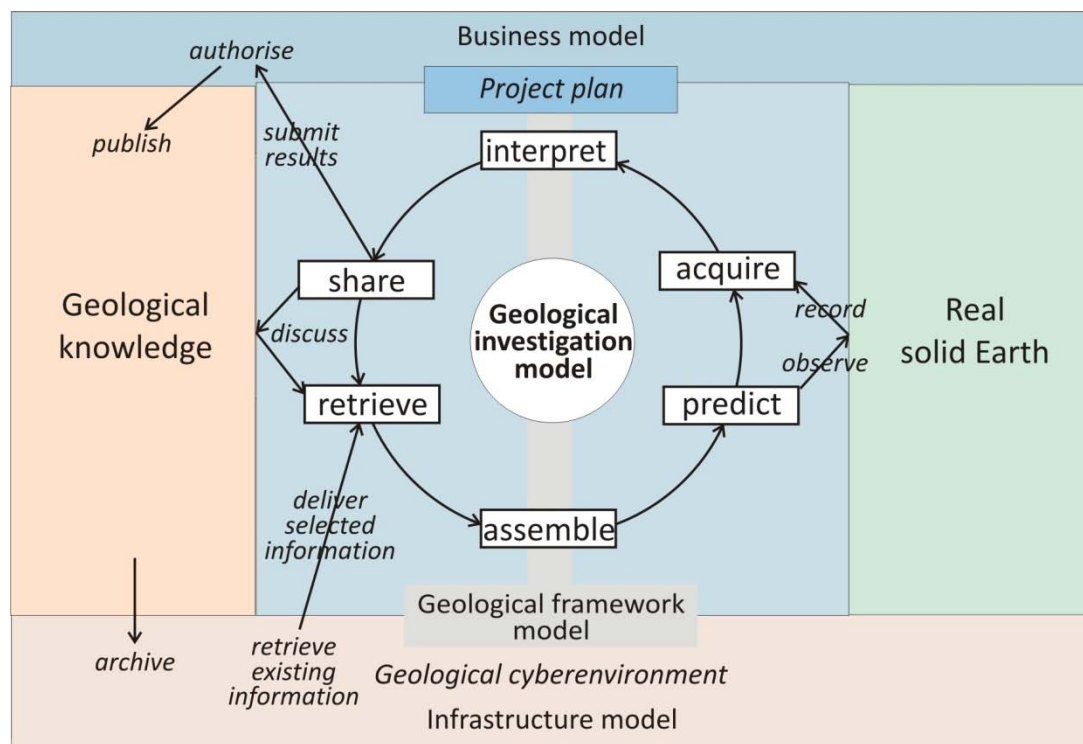 Business model
authorise
Project plan
publish
submit
results
interpret
share
acquire
Geological
knowledge
discuss
Geological
investigation
model
record
observe
Real
solid Earth
retrieve
predict
deliver
selected
information
assemble
Geological framework
model
archive
retrieve
existing
information
Geological cyberenvironment
Infrastructure model